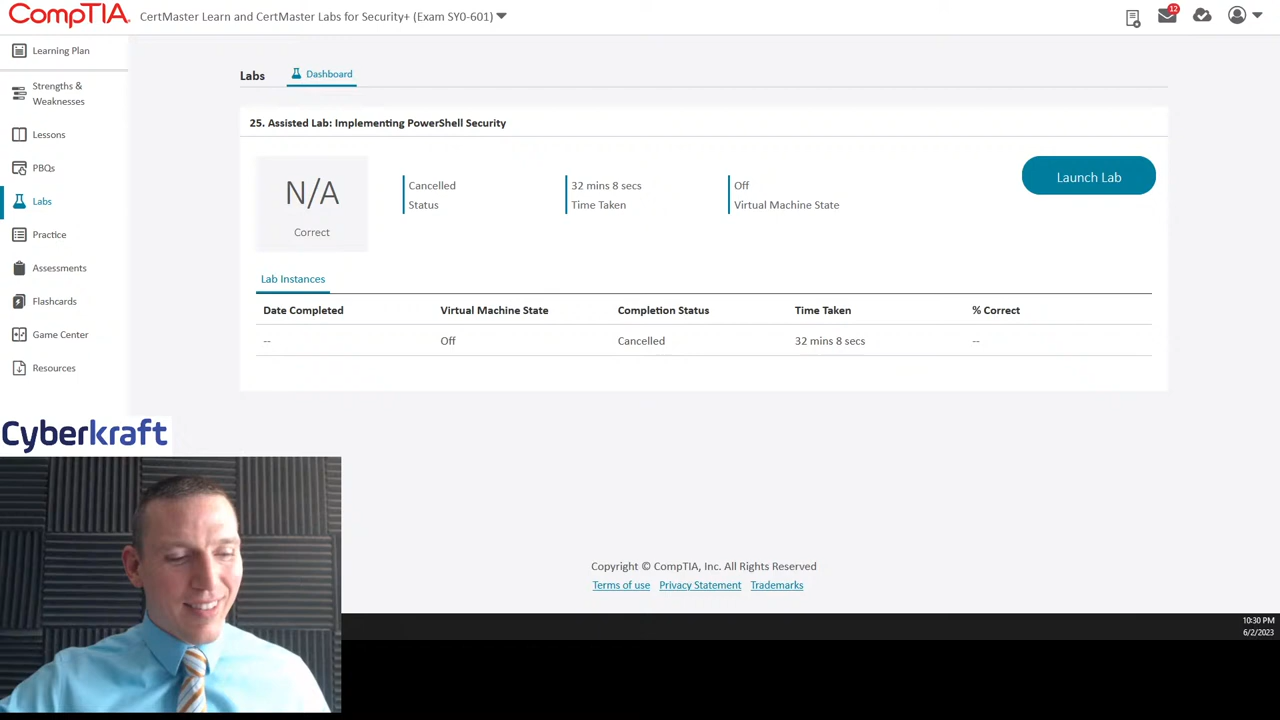 CompTIA.
CertMaster Learn and CertMaster Labs for Security+ (Exam SY0-601)
12
Learning Plan
Strengths &
Weaknesses
Lessons
PBQs
Labs
Practice
Assessments
Flashcards
Game Center
Resources
Labs
Dashboard
25. Assisted Lab: Implementing PowerShell Security
N/A
Correct
Cancelled
Status
32 mins 8 secs
Time Taken
Off
Virtual Machine State
Launch Lab
Lab Instances
Date Completed Virtual Machine State Completion Status Time Taken % Correct
-- Off Cancelled 32 mins 8 secs --
Cyberkraft
Copyright © CompTIA, Inc. All Rights Reserved
Terms of use Privacy Statement Trademarks
10:30 PM
6/2/2023